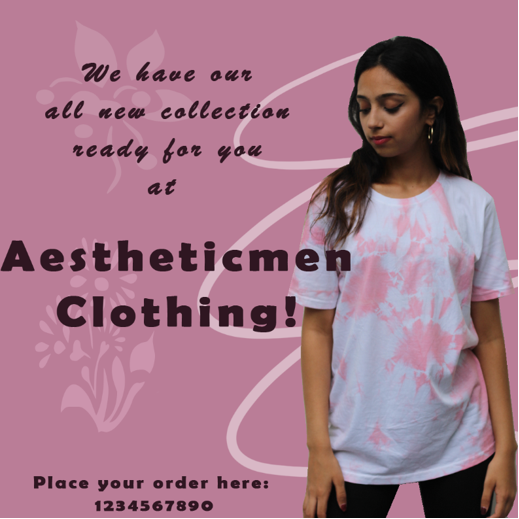 We have our
all new collection
ready for you
at
Aestheticmen
Clothing!
Place your order here:
1234567890